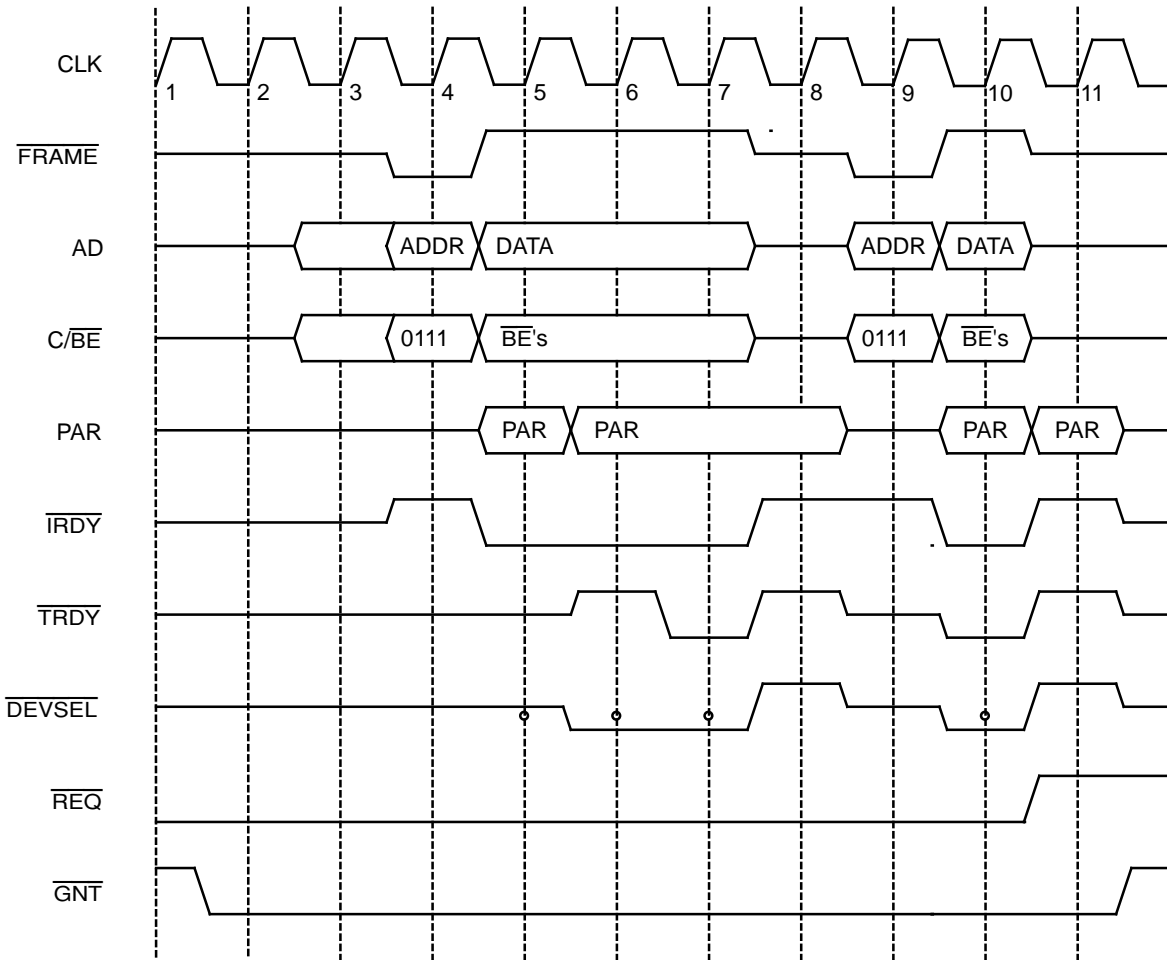 CLK
1 2 3 4 5 6 7 8 9 10 11
FRAME
AD
ADDR DATA ADDR DATA
C/BE
0111 BE's 0111 BE's
PAR
PAR PAR PAR PAR
IRDY
TRDY
DEVSEL
REQ
GNT